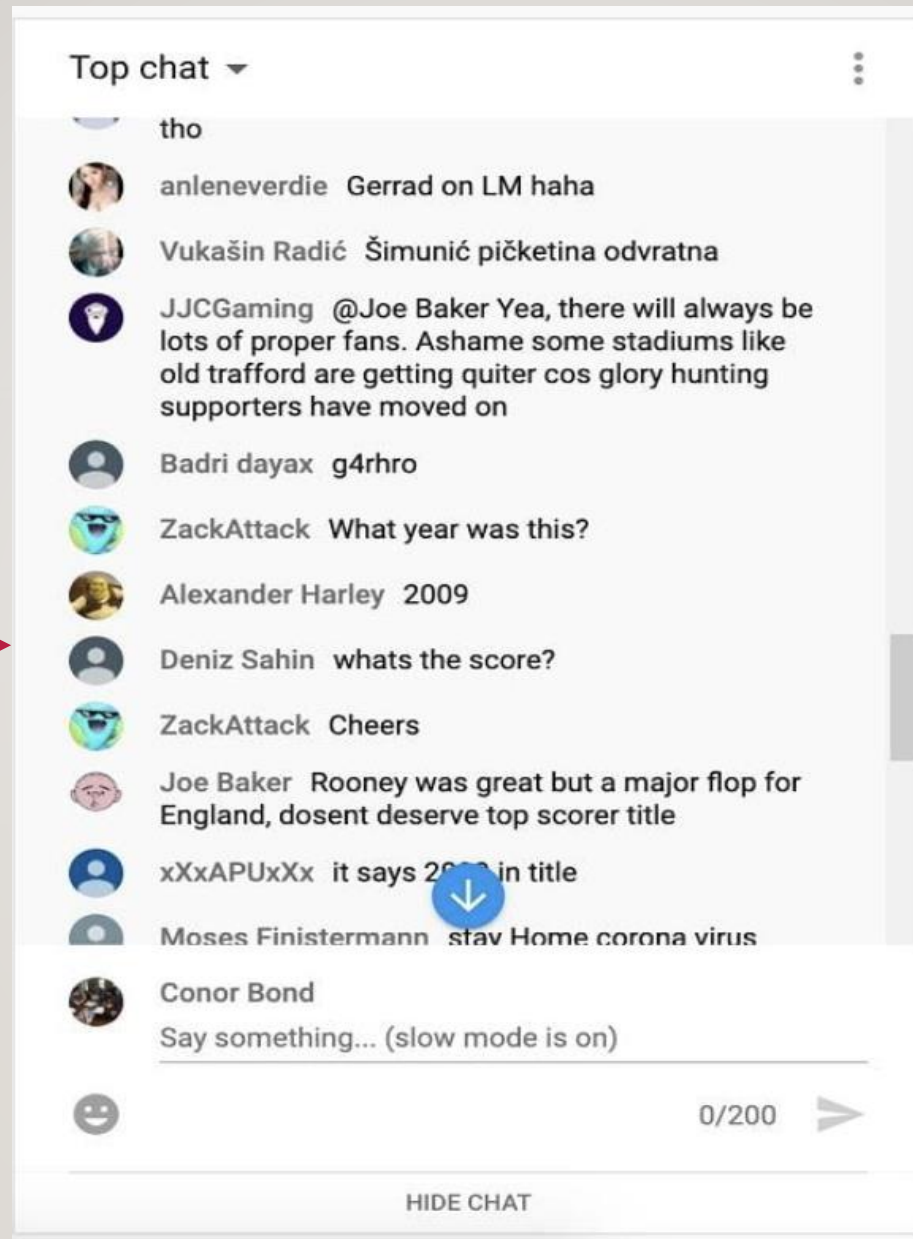 Top chat
tho
anleneverdie Gerrad on LM haha
Vukašin Radić Šimunić pičketina odvratna
JJCGaming @Joe Baker Yea, there will always be
lots of proper fans. Ashame some stadiums like
old trafford are getting quiter cos glory hunting
supporters have moved on
Badri dayax g4rhro
ZackAttack What year was this?
Alexander Harley 2009
Deniz Sahin whats the score?
ZackAttack Cheers
Joe Baker Rooney was great but a major flop for
England, dosent deserve top scorer title
xXxAPUxXx it says in title
Moses Finistermann stay Home corona virus
Conor Bond
Say something... (slow mode is on)
0/200
HIDE CHAT